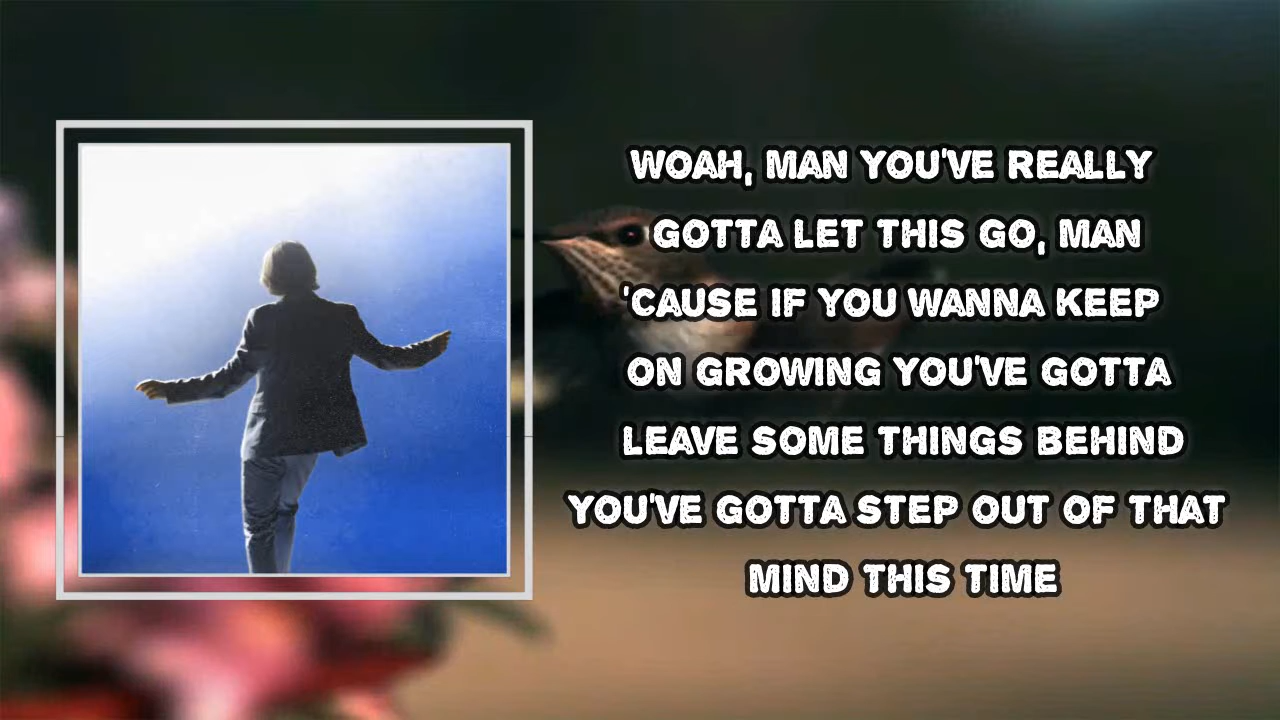 WOAH, MAN YOU'VE REALLY
GOTTA LET THIS GO, MAN
'CAUSE IF YOU WANNA KEEP
ON GROWING YOU'VE GOTTA
LEAVE SOME THINGS BEHIND
YOU'VE GOTTA STEP OUT OF THAT
MIND THIS TIME